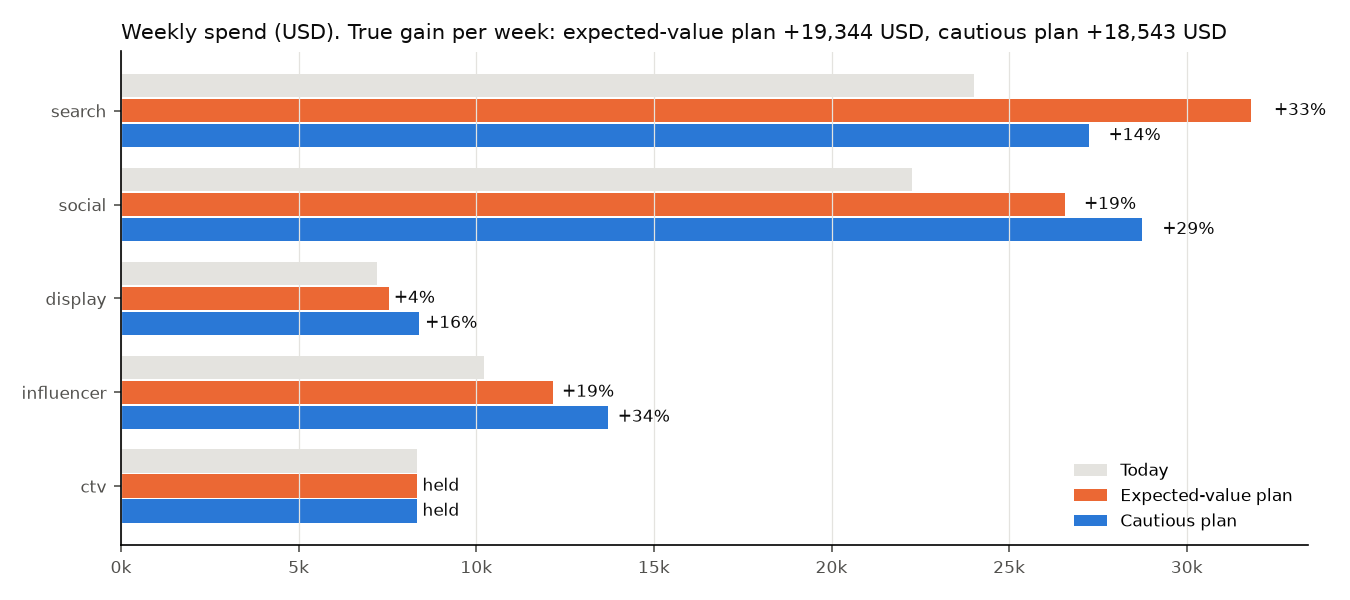 Weekly spend (USD). True gain per week: expected-value plan +19,344 USD, cautious plan +18,543 USD
search
+33%
+14%
social
+19%
+29%
display
+4%
+16%
influencer
+19%
+34%
ctv
held
held
Today
Expected-value plan
Cautious plan
0k 5k 10k 15k 20k 25k 30k